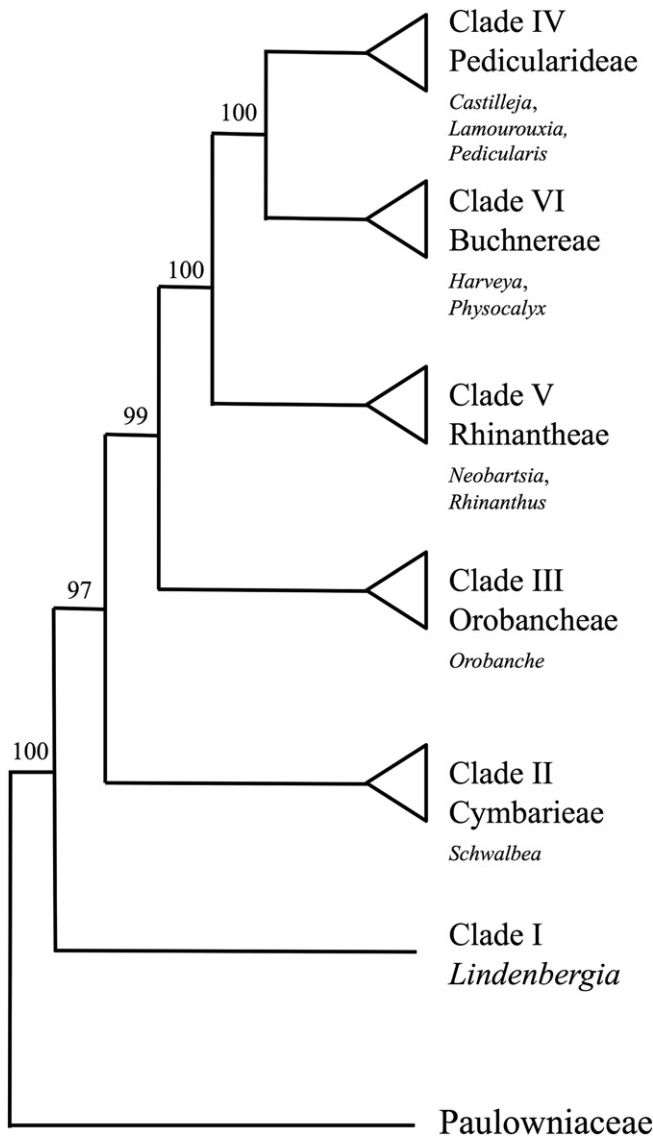 Clade IV
Pedicularideae
Castilleja,
Lamourouxia,
Pedicularis
100
Clade VI
Buchnereae
Harveya,
Physocalyx
100
Clade V
Rhinantheae
Neobartsia,
Rhinanthus
99
Clade III
Orobancheae
Orobanche
97
Clade II
Cymbarieae
Schwalbea
100
Clade I
Lindenbergia
Paulowniaceae